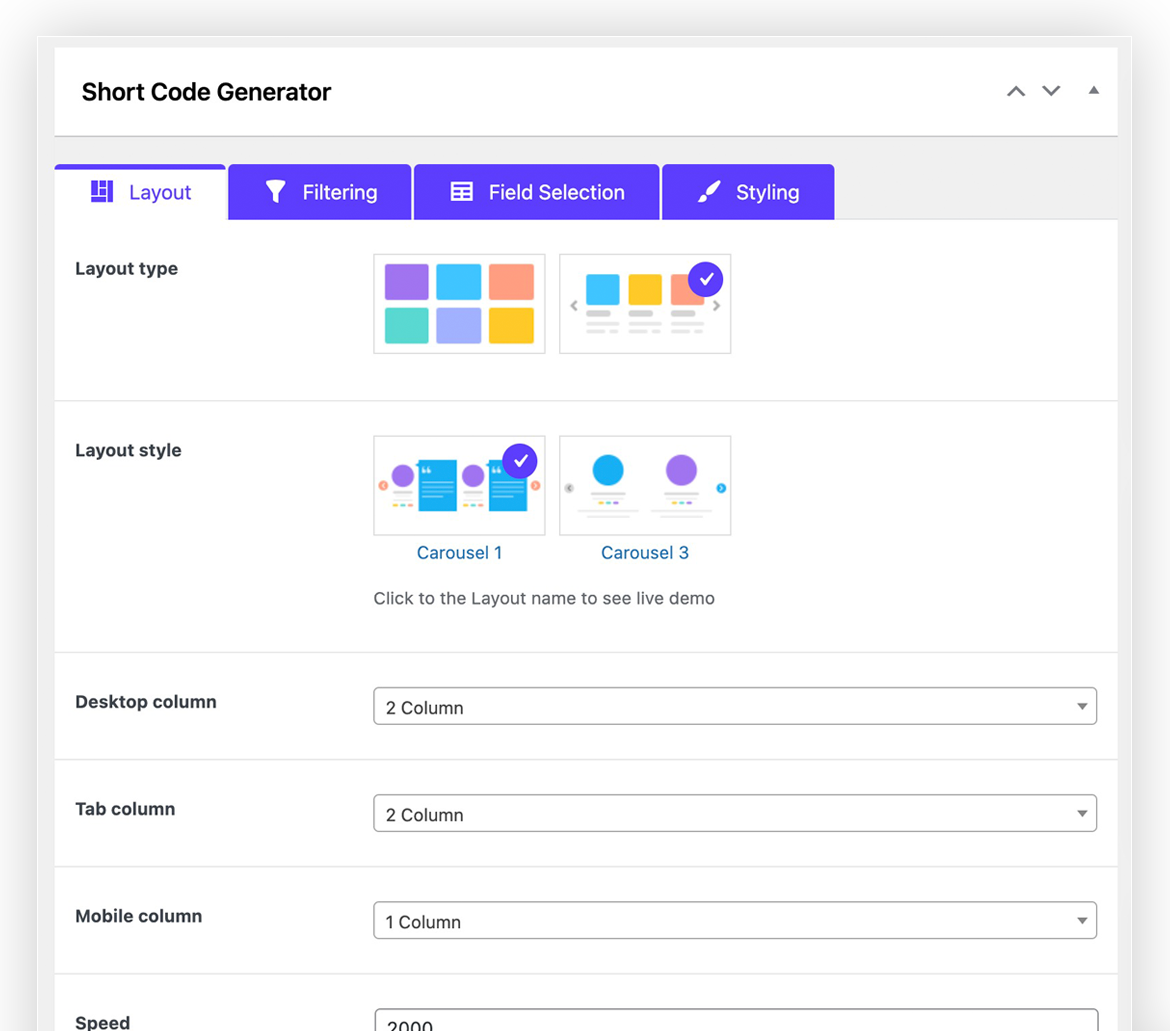 Short Code Generator
Layout
Filtering
Field Selection
Styling
Layout type
Layout style
Carousel 1
Carousel 3
Click to the Layout name to see live demo
Desktop column
2 Column
Tab column
2 Column
Mobile column
1 Column
Speed
2000